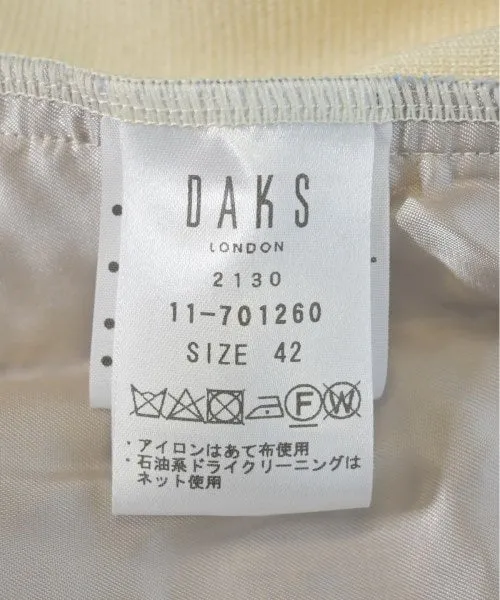 DAKS
LONDON
2130
11-701260
SIZE 42
F W
・アイロンはあて布使用
・石油系ドライクリーニングは
ネット使用